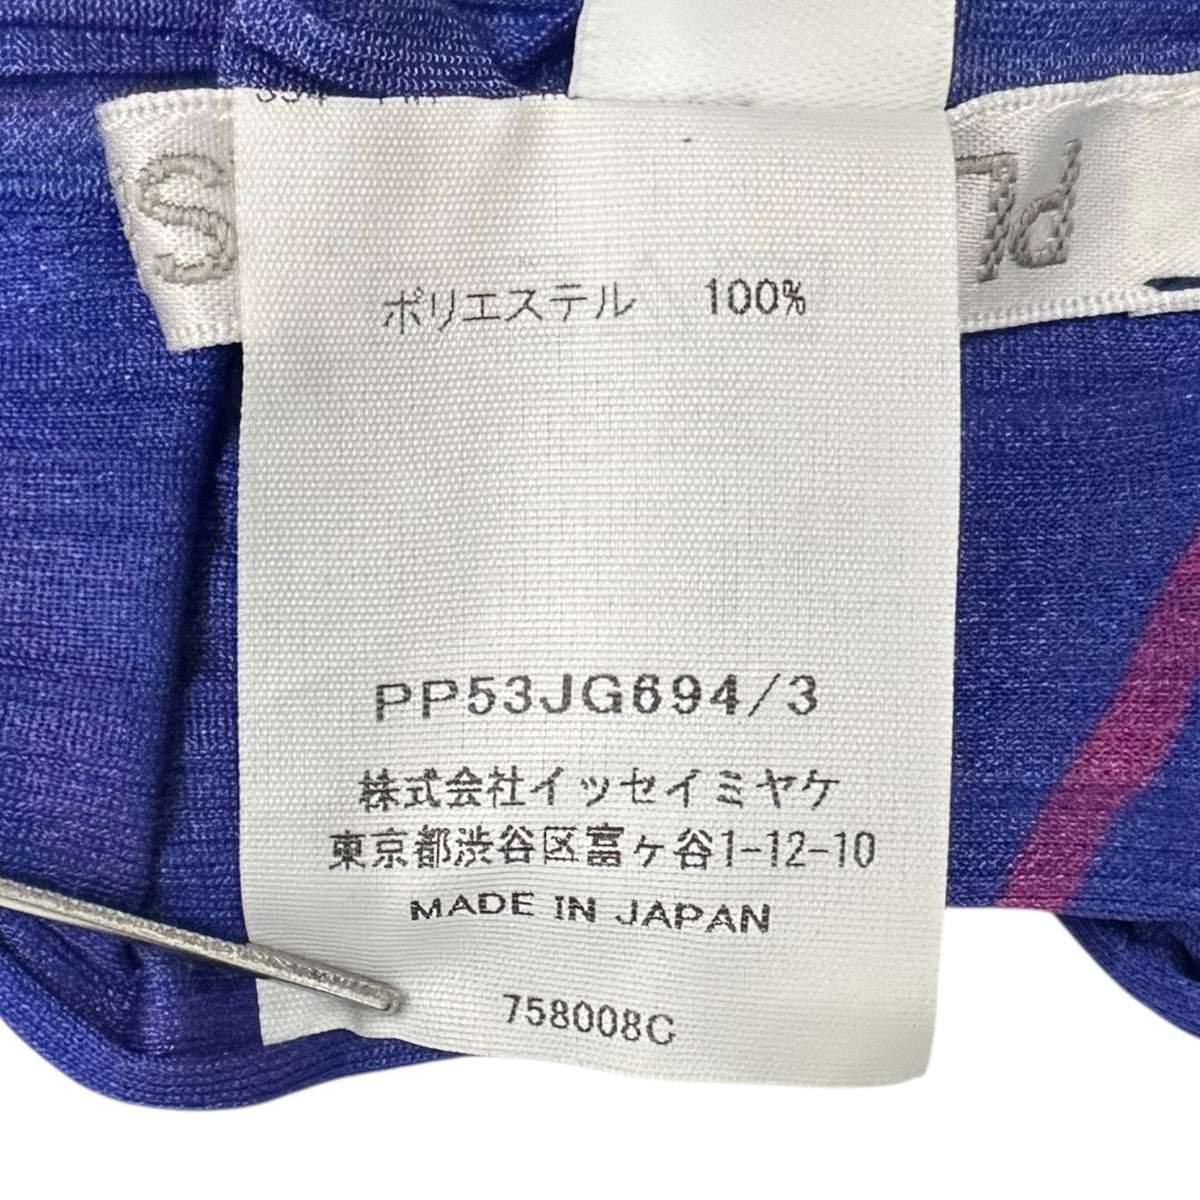 ポリエステル 100%
PP53JG694/3
株式会社イッセイミヤケ
東京都渋谷区富ヶ谷1-12-10
MADE IN JAPAN
758008C